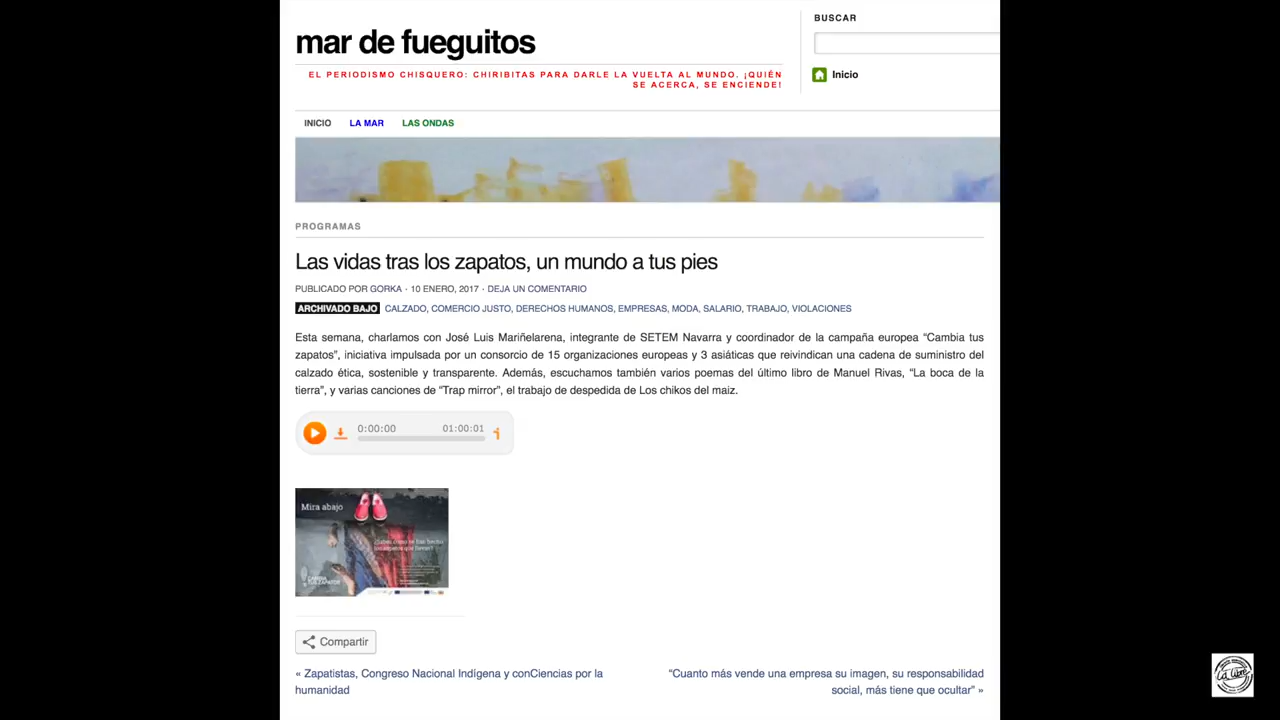 mar de fueguitos
EL PERIODISMO CHISQUERO: CHIRIBITAS PARA DARLE LA VUELTA AL MUNDO. ¡QUIÉN
SE ACERCA, SE ENCIENDE!
BUSCAR
Inicio
INICIO LA MAR LAS ONDAS
PROGRAMAS
Las vidas tras los zapatos, un mundo a tus pies
PUBLICADO POR GORKA · 10 ENERO, 2017 · DEJA UN COMENTARIO
ARCHIVADO BAJO CALZADO, COMERCIO JUSTO, DERECHOS HUMANOS, EMPRESAS, MODA, SALARIO, TRABAJO, VIOLACIONES
Esta semana, charlamos con José Luis Mariñelarena, integrante de SETEM Navarra y coordinador de la campaña europea “Cambia tus
zapatos”, iniciativa impulsada por un consorcio de 15 organizaciones europeas y 3 asiáticas que reivindican una cadena de suministro del
calzado ética, sostenible y transparente. Además, escuchamos también varios poemas del último libro de Manuel Rivas, “La boca de la
tierra”, y varias canciones de “Trap mirror”, el trabajo de despedida de Los chikos del maiz.
0:00:00 01:00:01
Mira abajo
CAMBIA
TUS ZAPATOS
Compartir
« Zapatistas, Congreso Nacional Indígena y conCiencias por la
humanidad
“Cuanto más vende una empresa su imagen, su responsabilidad
social, más tiene que ocultar” »